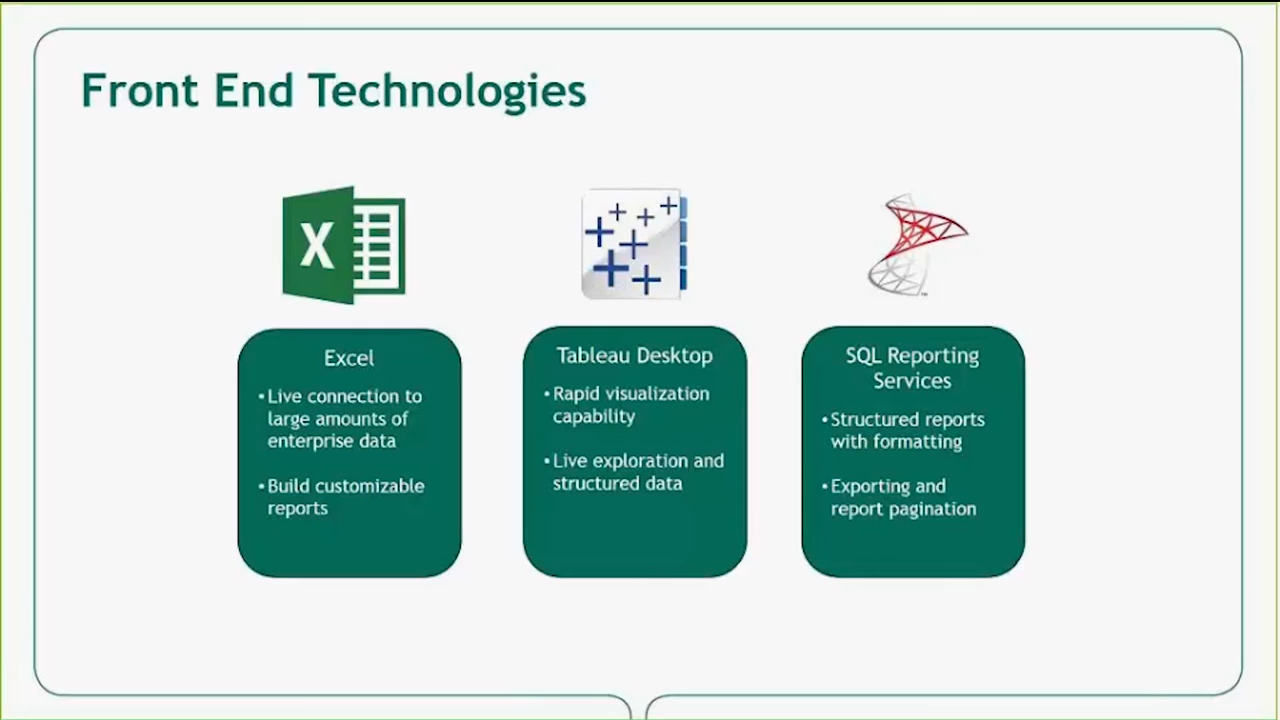 Front End Technologies
X
Excel
•Live connection to
large amounts of
enterprise data
•Build customizable
reports
Tableau Desktop
•Rapid visualization
capability
•Live exploration and
structured data
™
SQL Reporting
Services
•Structured reports
with formatting
•Exporting and
report pagination